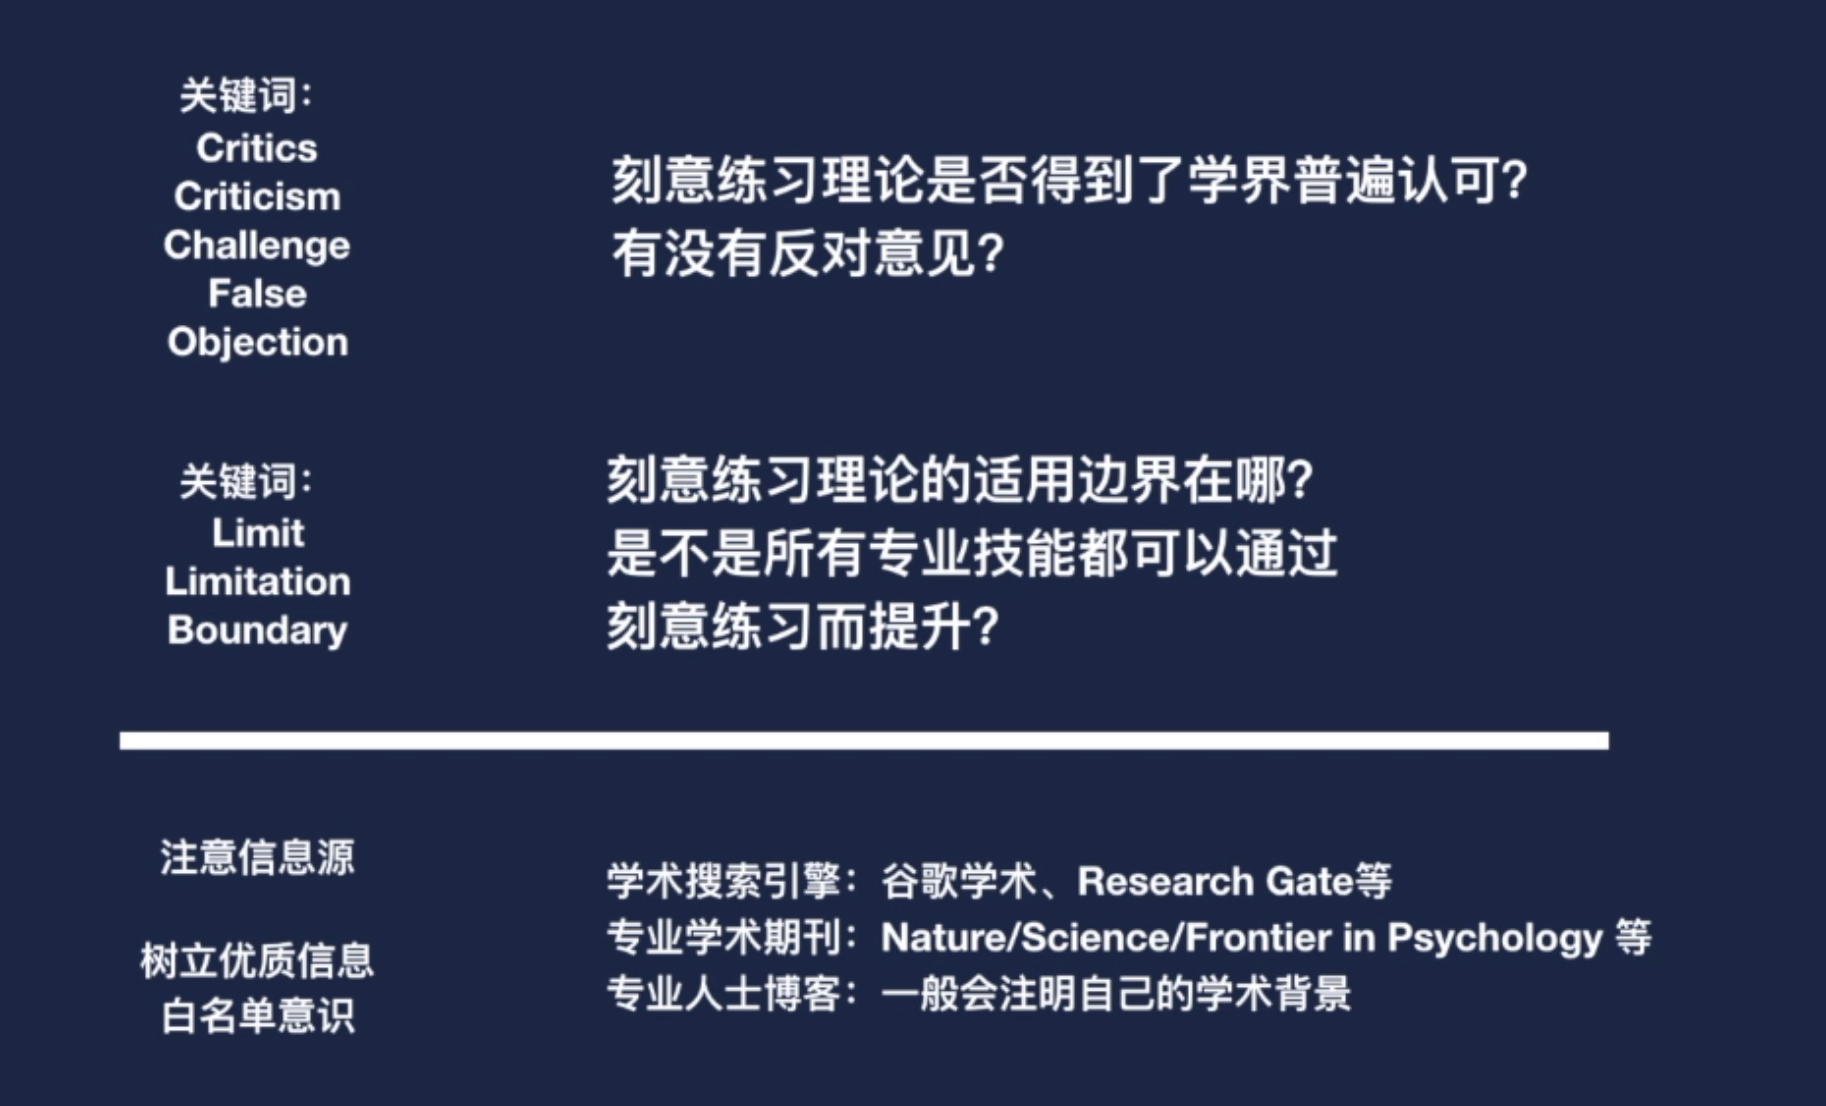 关键词：
Critics
Criticism
Challenge
False
Objection
刻意练习理论是否得到了学界普遍认可？
有没有反对意见？
关键词：
Limit
Limitation
Boundary
刻意练习理论的适用边界在哪？
是不是所有专业技能都可以通过
刻意练习而提升？
注意信息源
树立优质信息
白名单意识
学术搜索引擎：谷歌学术、Research Gate等
专业学术期刊：Nature/Science/Frontier in Psychology 等
专业人士博客：一般会注明自己的学术背景